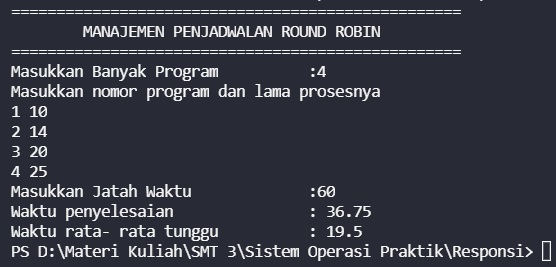 ==================================================
MANAJEMEN PENJADWALAN ROUND ROBIN
==================================================
Masukkan Banyak Program :4
Masukkan nomor program dan lama prosesnya
1 10
2 14
3 20
4 25
Masukkan Jatah Waktu :60
Waktu penyelesaian : 36.75
Waktu rata- rata tunggu : 19.5
PS D:\Materi Kuliah\SMT 3\Sistem Operasi Praktik\Responsi>